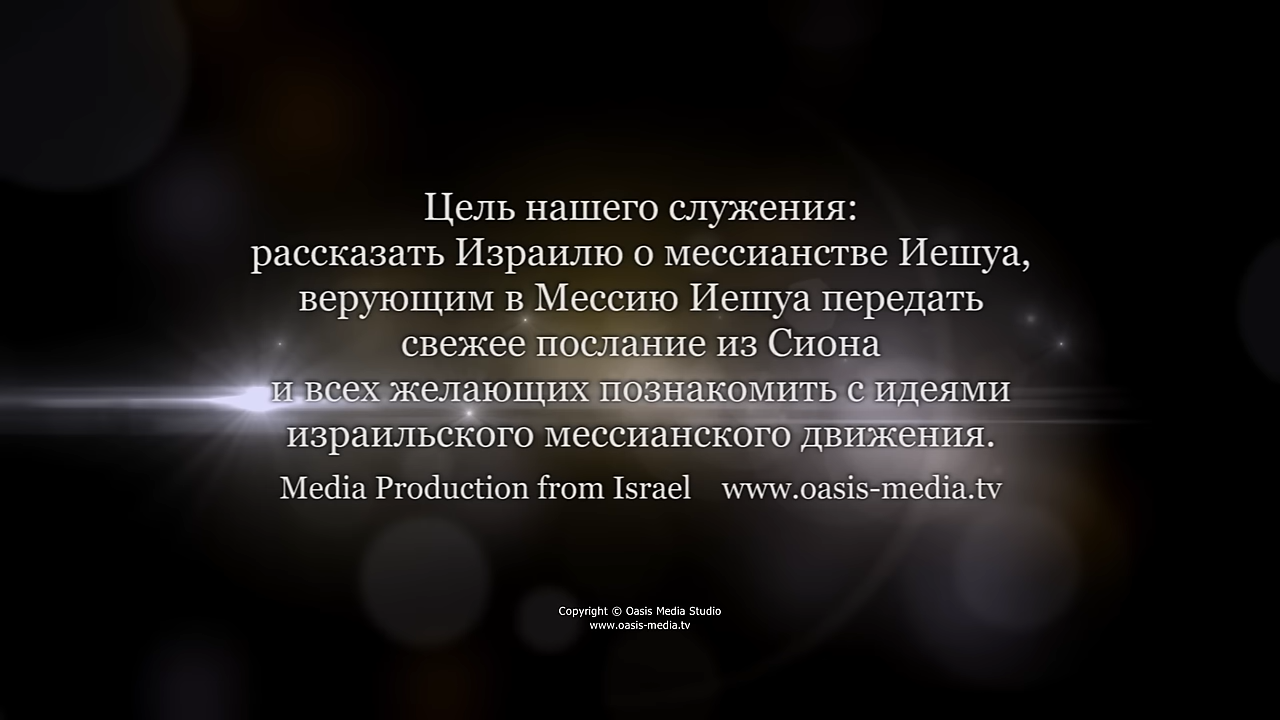 Цель нашего служения:
рассказать Израилю о мессианстве Иешуа,
верующим в Мессию Иешуа передать
свежее послание из Сиона
и всех желающих познакомить с идеями
израильского мессианского движения.
Media Production from Israel www.oasis-media.tv
Copyright © Oasis Media Studio
www.oasis-media.tv